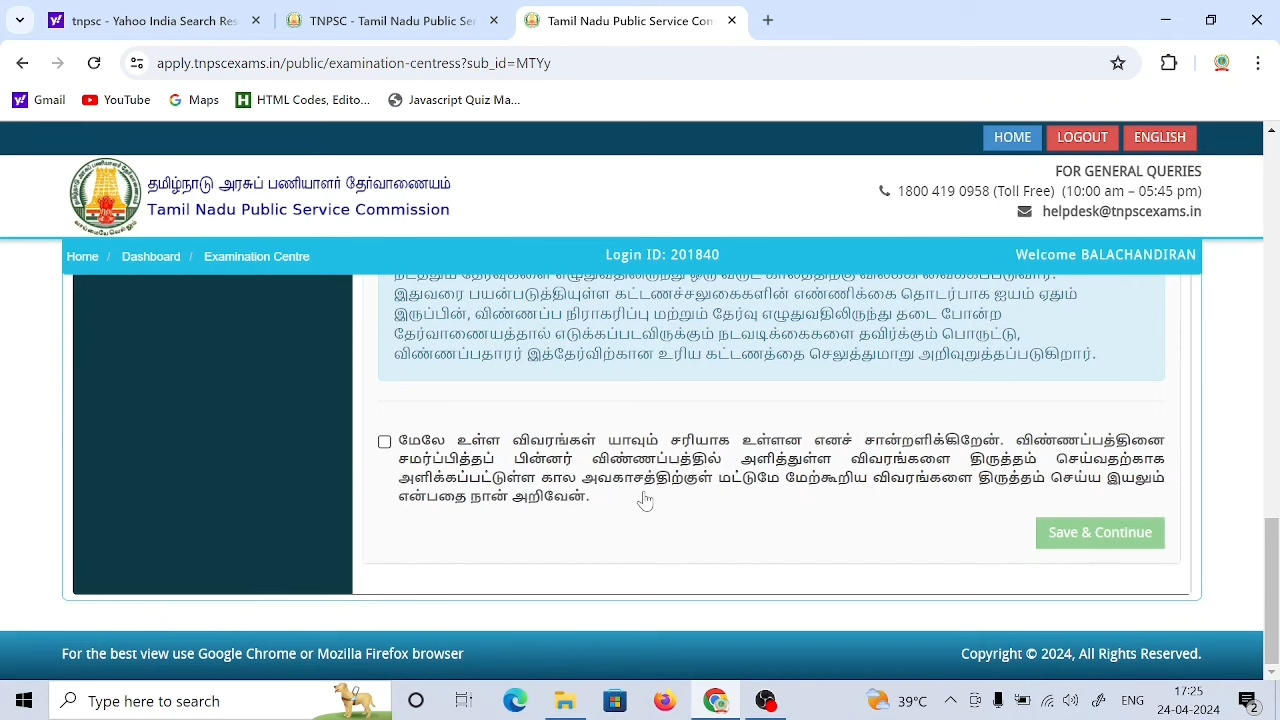 tnpsc - Yahoo India Search Res
TNPSC - Tamil Nadu Public Ser
Tamil Nadu Public Service Com
apply.tnpscexams.in/public/examination-centress?sub_id=MTYy
Gmail
YouTube
Maps
HTML Codes, Edito...
Javascript Quiz Ma...
HOME
LOGOUT
ENGLISH
தமிழ்நாடு அரசுப் பணியாளர் தேர்வாணையம்
Tamil Nadu Public Service Commission
FOR GENERAL QUERIES
1800 419 0958 (Toll Free) (10:00 am – 05:45 pm)
helpdesk@tnpscexams.in
Home / Dashboard / Examination Centre
Login ID: 201840
Welcome BALACHANDIRAN
இதுவரை பயன்படுத்தியுள்ள கட்டணச்சலுகைகளின் எண்ணிக்கை தொடர்பாக ஐயம் ஏதும்
இருப்பின், விண்ணப்ப நிராகரிப்பு மற்றும் தேர்வு எழுதுவதிலிருந்து தடை போன்ற
தேர்வாணையத்தால் எடுக்கப்படவிருக்கும் நடவடிக்கைகளை தவிர்க்கும் பொருட்டு,
விண்ணப்பதாரர் இத்தேர்விற்கான உரிய கட்டணத்தை செலுத்துமாறு அறிவுறுத்தப்படுகிறார்.
மேலே உள்ள விவரங்கள் யாவும் சரியாக உள்ளன எனச் சான்றளிக்கிறேன். விண்ணப்பத்தினை
சமர்ப்பித்தப் பின்னர் விண்ணப்பத்தில் அளித்துள்ள விவரங்களை திருத்தம் செய்வதற்காக
அளிக்கப்பட்டுள்ள கால அவகாசத்திற்குள் மட்டுமே மேற்கூறிய விவரங்களை திருத்தம் செய்ய இயலும்
என்பதை நான் அறிவேன்.
Save & Continue
For the best view use Google Chrome or Mozilla Firefox browser
Copyright © 2024, All Rights Reserved.
Type here to search
39°C
ENG
17:25
24-04-2024
2